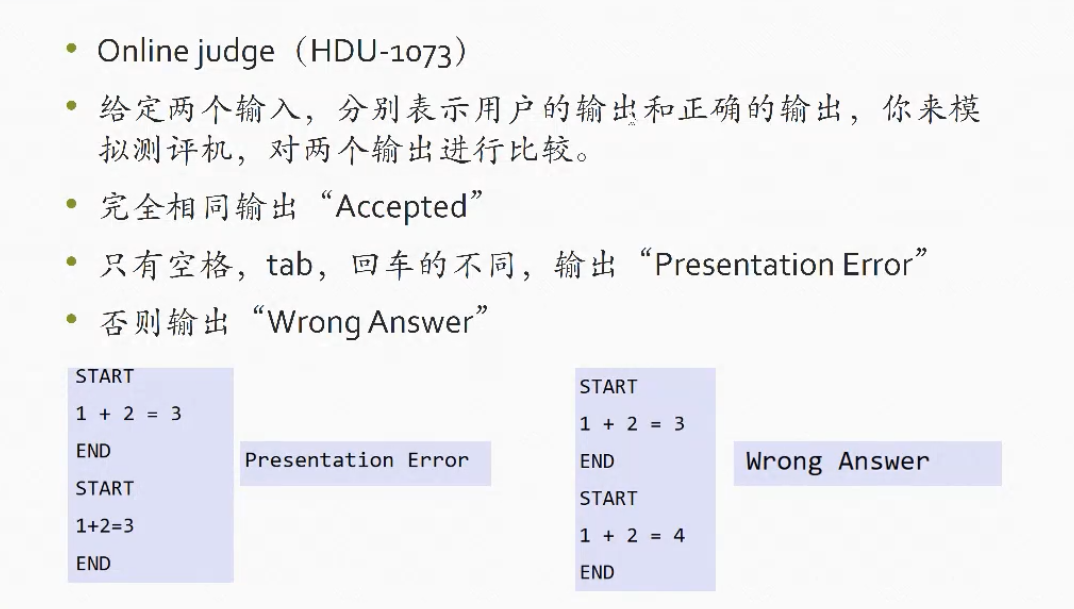 Online judge（HDU-1073）
给定两个输入，分别表示用户的输出和正确的输出，你来模
拟测评机，对两个输出进行比较。
完全相同输出“Accepted”
只有空格，tab，回车的不同，输出“Presentation Error”
否则输出“Wrong Answer”
START
1 + 2 = 3
END
START
1+2=3
END
Presentation Error
START
1 + 2 = 3
END
START
1 + 2 = 4
END
Wrong Answer